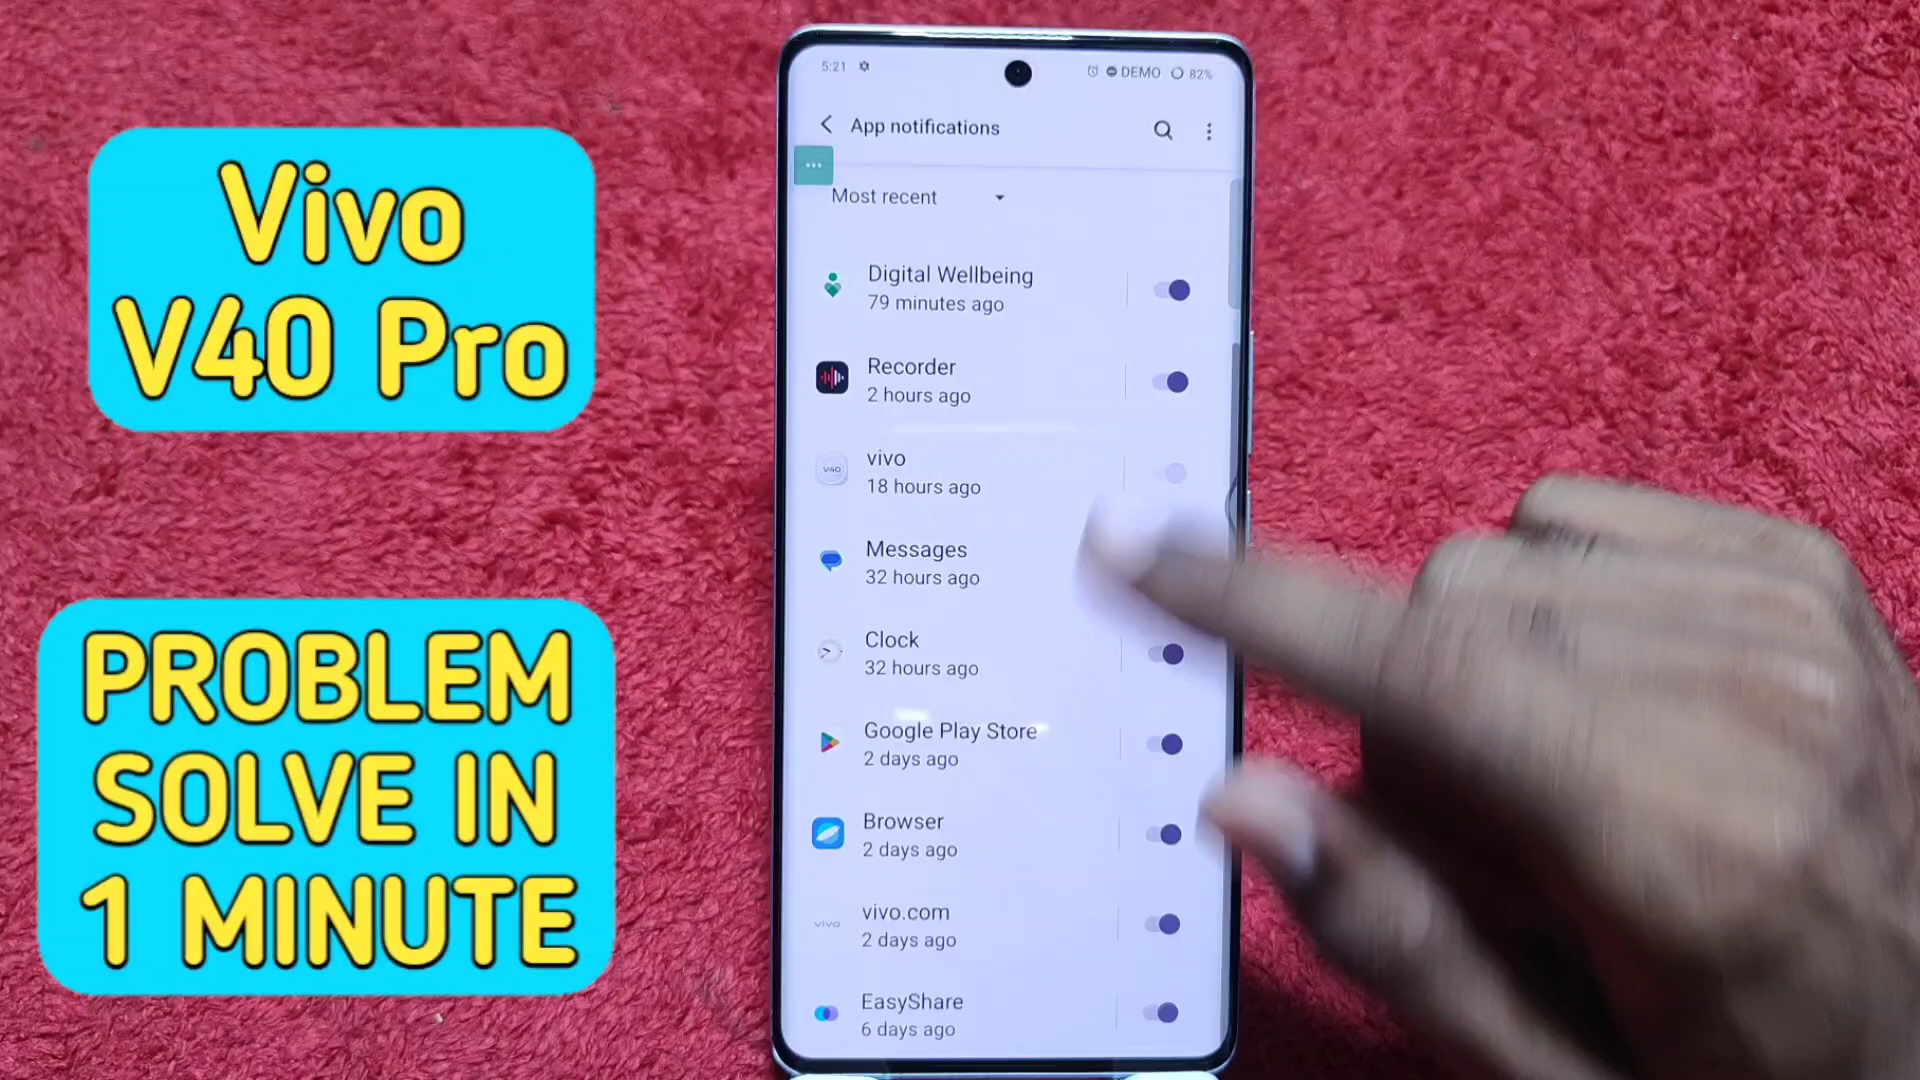 Vivo
V40 Pro
PROBLEM
SOLVE IN
1 MINUTE
5:21
DEMO 82%
App notifications
Most recent
Digital Wellbeing
79 minutes ago
Recorder
2 hours ago
V40
vivo
18 hours ago
Messages
32 hours ago
Clock
32 hours ago
Google Play Store
2 days ago
Browser
2 days ago
vivo
vivo.com
2 days ago
EasyShare
6 days ago